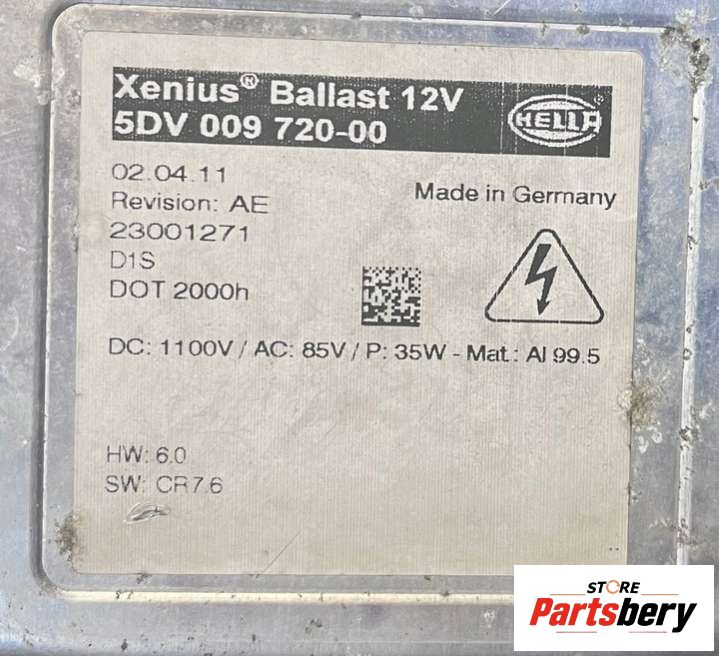 Xenius® Ballast 12V
5DV 009 720-00
HELLA
02.04.11
Revision: AE
Made in Germany
23001271
D1S
DOT 2000h
DC: 1100V / AC: 85V / P: 35W - Mat.: Al 99.5
HW: 6.0
SW: CR7.6
STORE
Partsbery